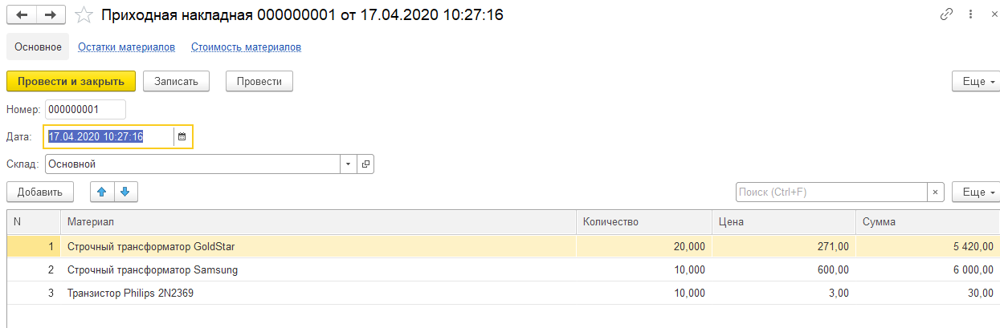 Приходная накладная 000000001 от 17.04.2020 10:27:16
Основное Остатки материалов Стоимость материалов
Провести и закрыть Записать Провести Еще
Номер: 000000001
Дата: 17.04.2020 10:27:16
Склад: Основной
Добавить Поиск (Ctrl+F) × Еще
N Материал Количество Цена Сумма
1 Строчный трансформатор GoldStar 20,000 271,00 5 420,00
2 Строчный трансформатор Samsung 10,000 600,00 6 000,00
3 Транзистор Philips 2N2369 10,000 3,00 30,00